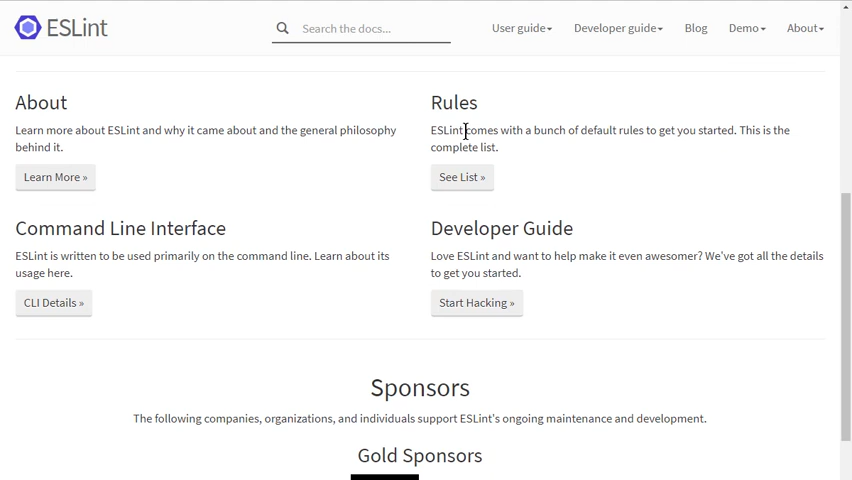 ESLint
Search the docs...
User guide
Developer guide
Blog
Demo
About
About
Learn more about ESLint and why it came about and the general philosophy
behind it.
Learn More »
Rules
ESLint comes with a bunch of default rules to get you started. This is the
complete list.
See List »
Command Line Interface
ESLint is written to be used primarily on the command line. Learn about its
usage here.
CLI Details »
Developer Guide
Love ESLint and want to help make it even awesomer? We've got all the details
to get you started.
Start Hacking »
Sponsors
The following companies, organizations, and individuals support ESLint's ongoing maintenance and development.
Gold Sponsors